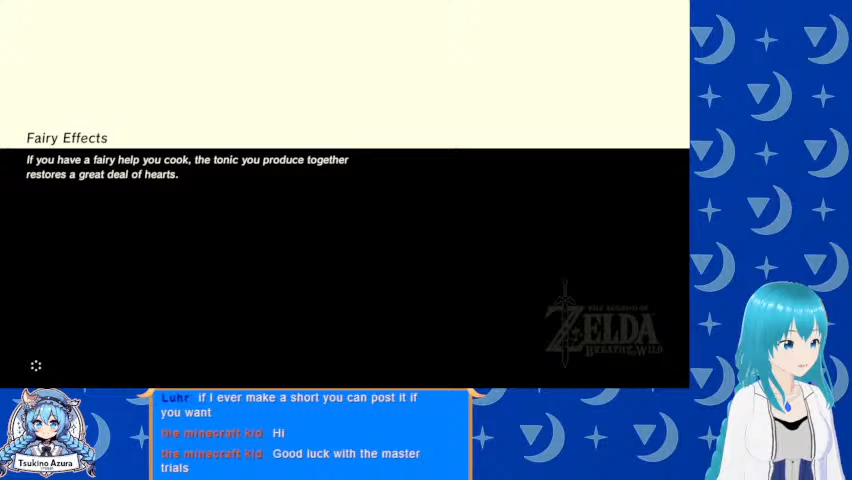 Fairy Effects
If you have a fairy help you cook, the tonic you produce together
restores a great deal of hearts.
THE LEGEND OF
ZELDA
BREATH OF THE WILD
Luhr if I ever make a short you can post it if
you want
the minecraft kid Hi
the minecraft kid Good luck with the master
trials
Tsukino Azura